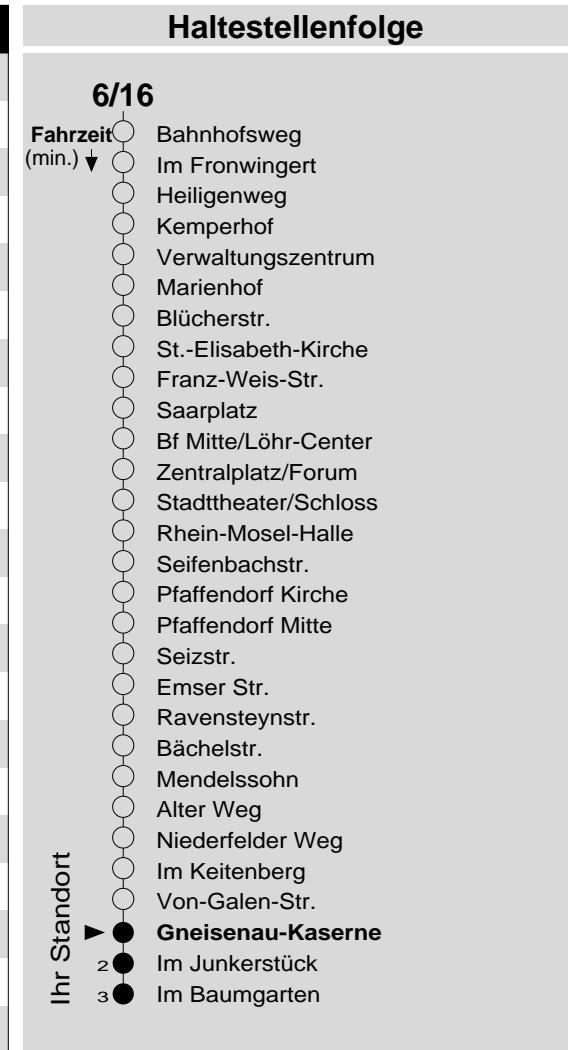 Haltestellenfolge
6/16
Fahrzeit Bahnhofsweg
(min.) Im Fronwingert
Heiligenweg
Kemperhof
Verwaltungszentrum
Marienhof
Blücherstr.
St.-Elisabeth-Kirche
Franz-Weis-Str.
Saarplatz
Bf Mitte/Löhr-Center
Zentralplatz/Forum
Stadttheater/Schloss
Rhein-Mosel-Halle
Seifenbachstr.
Pfaffendorf Kirche
Pfaffendorf Mitte
Seizstr.
Emser Str.
Ravensteynstr.
Bächelstr.
Mendelssohn
Alter Weg
Niederfelder Weg
Im Keitenberg
Von-Galen-Str.
Gneisenau-Kaserne
2 Im Junkerstück
3 Im Baumgarten
Ihr Standort